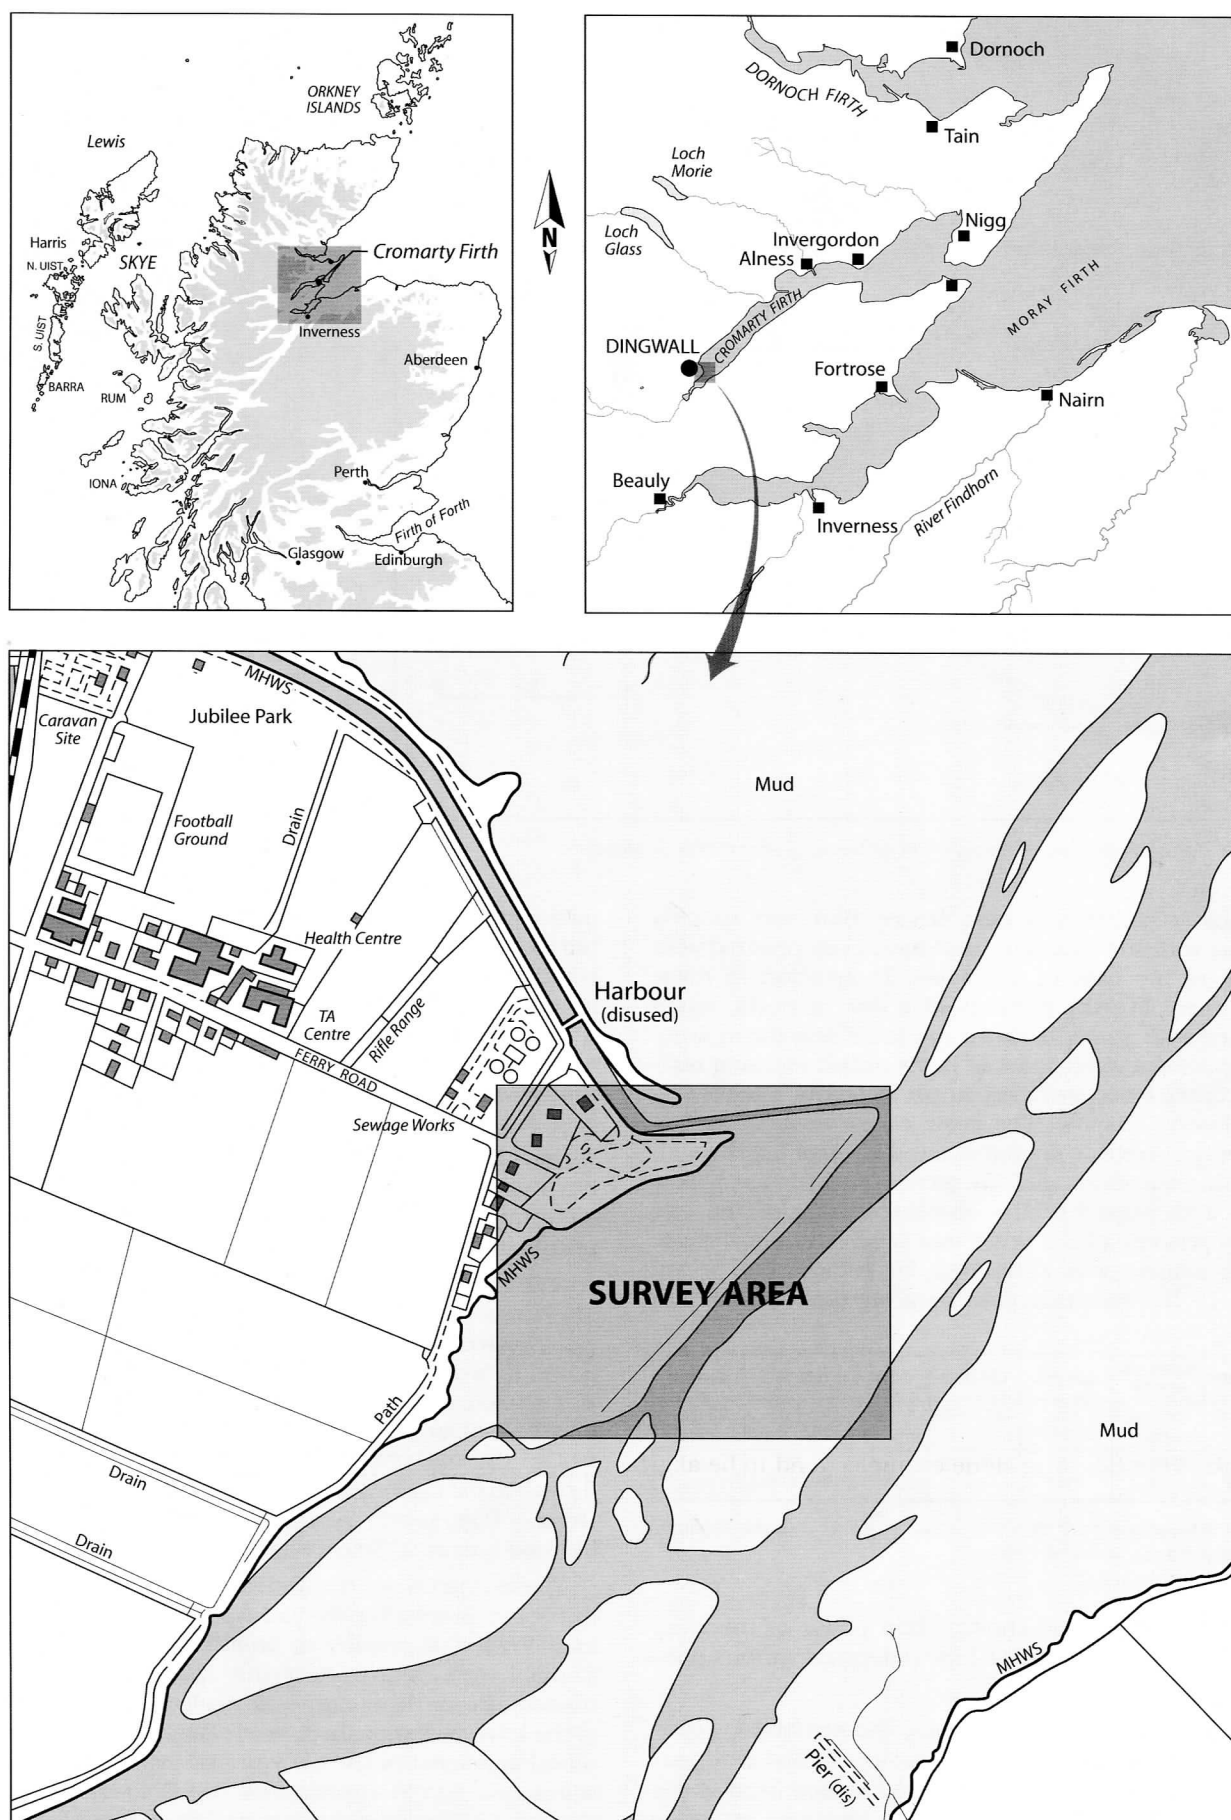 ORKNEY
ISLANDS
Lewis
Harris
N. UIST
SKYE
Cromarty Firth
S. UIST
Inverness
Aberdeen
BARRA
RUM
Perth
IONA
Firth of Forth
Glasgow
Edinburgh
N
Dornoch
DORNOCH FIRTH
Tain
Loch
Morie
Nigg
Loch
Glass
Invergordon
Alness
MORAY FIRTH
CROMARTY FIRTH
DINGWALL
Fortrose
Nairn
Beauly
Inverness
River Findhorn
MHWS
Caravan
Site
Jubilee Park
Mud
Football
Ground
Drain
Health Centre
Harbour
(disused)
TA
Centre
Rifle Range
FERRY ROAD
Sewage Works
MHWS
SURVEY AREA
Path
Mud
Drain
Drain
MHWS
Pier (dis)